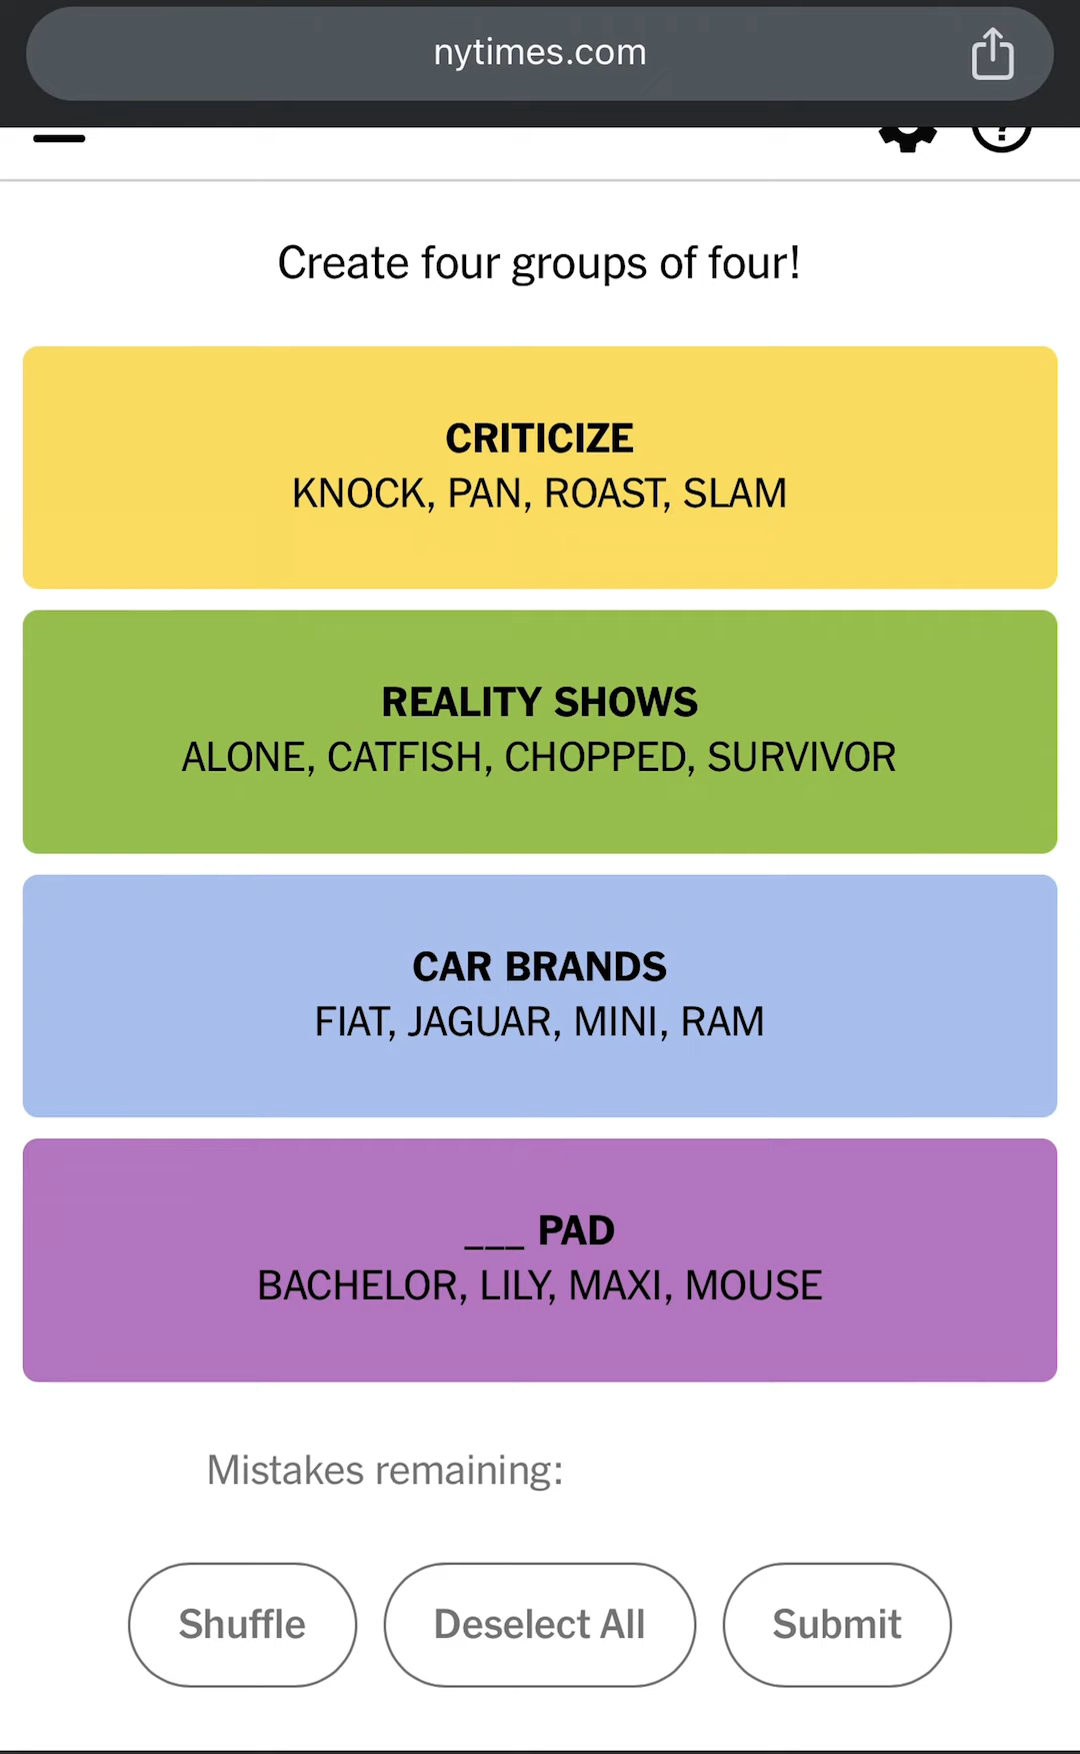 nytimes.com
Create four groups of four!
CRITICIZE
KNOCK, PAN, ROAST, SLAM
REALITY SHOWS
ALONE, CATFISH, CHOPPED, SURVIVOR
CAR BRANDS
FIAT, JAGUAR, MINI, RAM
___ PAD
BACHELOR, LILY, MAXI, MOUSE
Mistakes remaining:
Shuffle
Deselect All
Submit